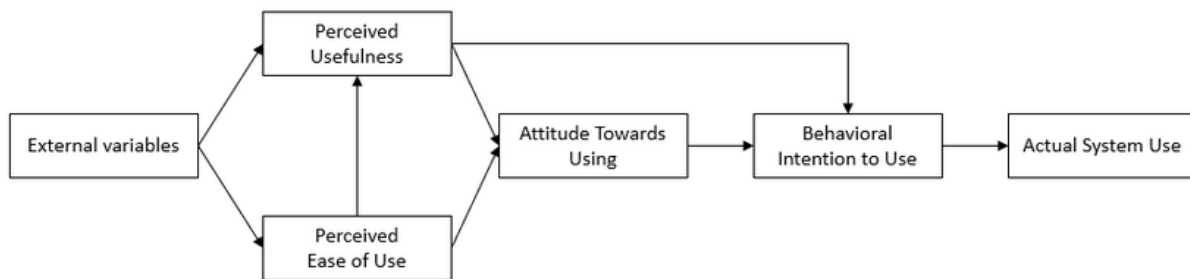 Perceived
Usefulness
External variables
Attitude Towards
Using
Behavioral
Intention to Use
Actual System Use
Perceived
Ease of Use